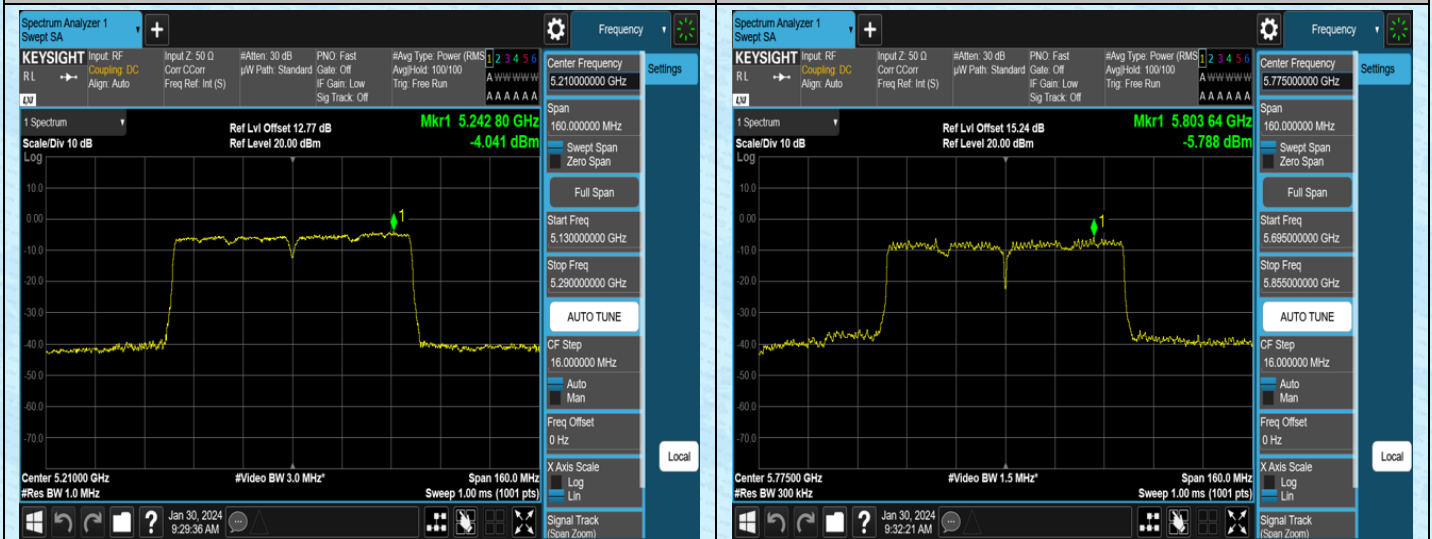 Spectrum Analyzer 1
Swept SA
Frequency
KEYSIGHT
Input: RF
Input Z: 50 Ω
#Atten: 30 dB
PNO: Fast
#Avg Type: Power (RMS
1 2 3 4 5 6
R L
Coupling: DC
Corr CCorr
µW Path: Standard
Gate: Off
Avg|Hold: 100/100
A W W W W W
Align: Auto
Freq Ref: Int (S)
IF Gain: Low
Trig: Free Run
Sig Track: Off
A A A A A A
LXI
1 Spectrum
Ref Lvl Offset 12.77 dB
Mkr1 5.242 80 GHz
Scale/Div 10 dB
Ref Level 20.00 dBm
-4.041 dBm
Log
10.0
0.00
-10.0
-20.0
-30.0
-40.0
-50.0
-60.0
-70.0
1
Center 5.21000 GHz
#Video BW 3.0 MHz*
Span 160.0 MHz
#Res BW 1.0 MHz
Sweep 1.00 ms (1001 pts)
Center Frequency
5.210000000 GHz
Settings
Span
160.000000 MHz
Swept Span
Zero Span
Full Span
Start Freq
5.130000000 GHz
Stop Freq
5.290000000 GHz
AUTO TUNE
CF Step
16.000000 MHz
Auto
Man
Freq Offset
0 Hz
X Axis Scale
Log
Lin
Local
Signal Track
(Span Zoom)
?
Jan 30, 2024
9:29:36 AM
Spectrum Analyzer 1
Swept SA
Frequency
KEYSIGHT
Input: RF
Input Z: 50 Ω
#Atten: 30 dB
PNO: Fast
#Avg Type: Power (RMS
1 2 3 4 5 6
R L
Coupling: DC
Corr CCorr
µW Path: Standard
Gate: Off
Avg|Hold: 100/100
A W W W W W
Align: Auto
Freq Ref: Int (S)
IF Gain: Low
Trig: Free Run
Sig Track: Off
A A A A A A
LXI
1 Spectrum
Ref Lvl Offset 15.24 dB
Mkr1 5.803 64 GHz
Scale/Div 10 dB
Ref Level 20.00 dBm
-5.788 dBm
Log
10.0
0.00
-10.0
-20.0
-30.0
-40.0
-50.0
-60.0
-70.0
1
Center 5.77500 GHz
#Video BW 1.5 MHz*
Span 160.0 MHz
#Res BW 300 kHz
Sweep 1.00 ms (1001 pts)
Center Frequency
5.775000000 GHz
Settings
Span
160.000000 MHz
Swept Span
Zero Span
Full Span
Start Freq
5.695000000 GHz
Stop Freq
5.855000000 GHz
AUTO TUNE
CF Step
16.000000 MHz
Auto
Man
Freq Offset
0 Hz
X Axis Scale
Log
Lin
Local
Signal Track
(Span Zoom)
?
Jan 30, 2024
9:32:21 AM